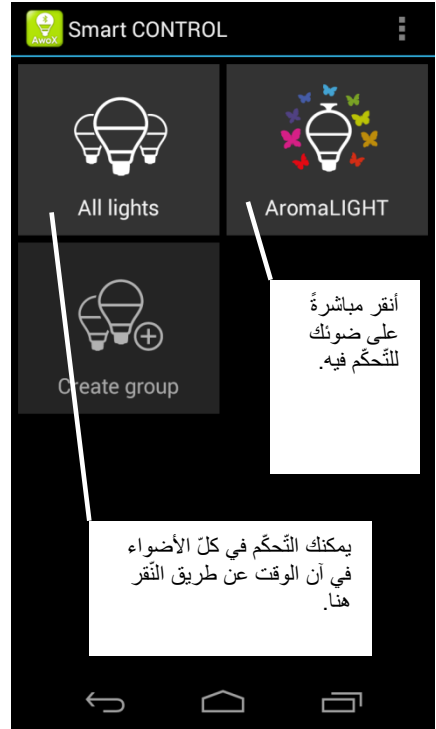 AwoX
Smart CONTROL
All lights
AromaLIGHT
أنقر مباشرةً
على ضوئك
للتّحكّم فيه.
Create group
يمكنك التّحكّم في كلّ الأضواء
في آن الوقت عن طريق النّقر
هنا.